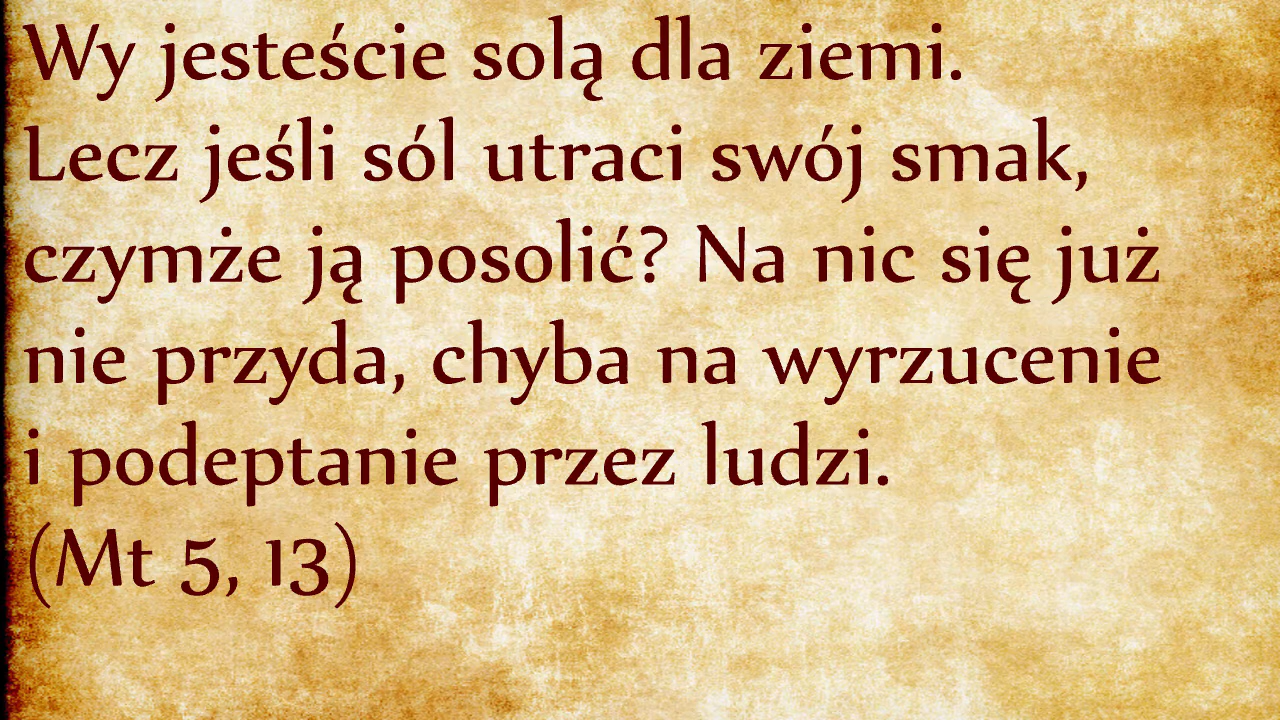 Wy jesteście solą dla ziemi.
Lecz jeśli sól utraci swój smak,
czymże ją posolić? Na nic się już
nie przyda, chyba na wyrzucenie
i podeptanie przez ludzi.
(Mt 5, 13)